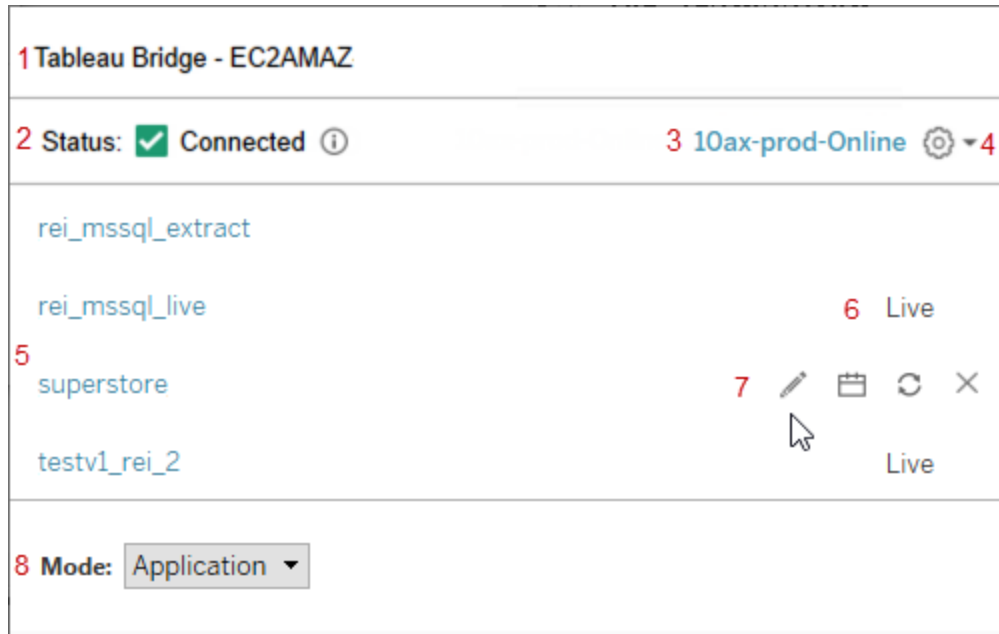 1 Tableau Bridge - EC2AMAZ
2 Status: Connected 3 10ax-prod-Online 4
rei_mssql_extract
rei_mssql_live 6 Live
5
superstore 7
testv1_rei_2 Live
8 Mode: Application